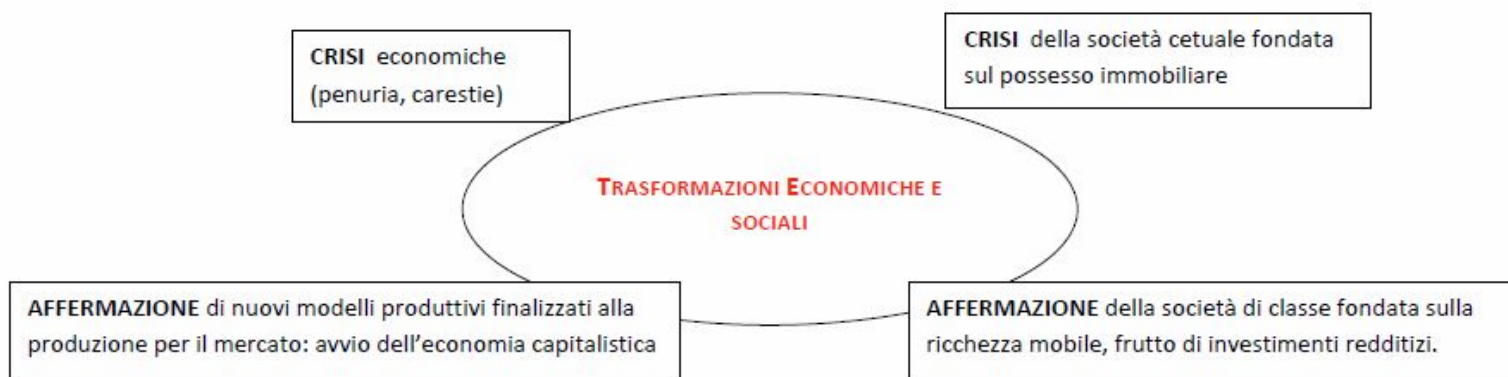 CRISI economiche
(penuria, carestie)
CRISI della società cetuale fondata
sul possesso immobiliare
TRASFORMAZIONI ECONOMICHE E
SOCIALI
AFFERMAZIONE di nuovi modelli produttivi finalizzati alla
produzione per il mercato: avvio dell'economia capitalistica
AFFERMAZIONE della società di classe fondata sulla
ricchezza mobile, frutto di investimenti redditizi.